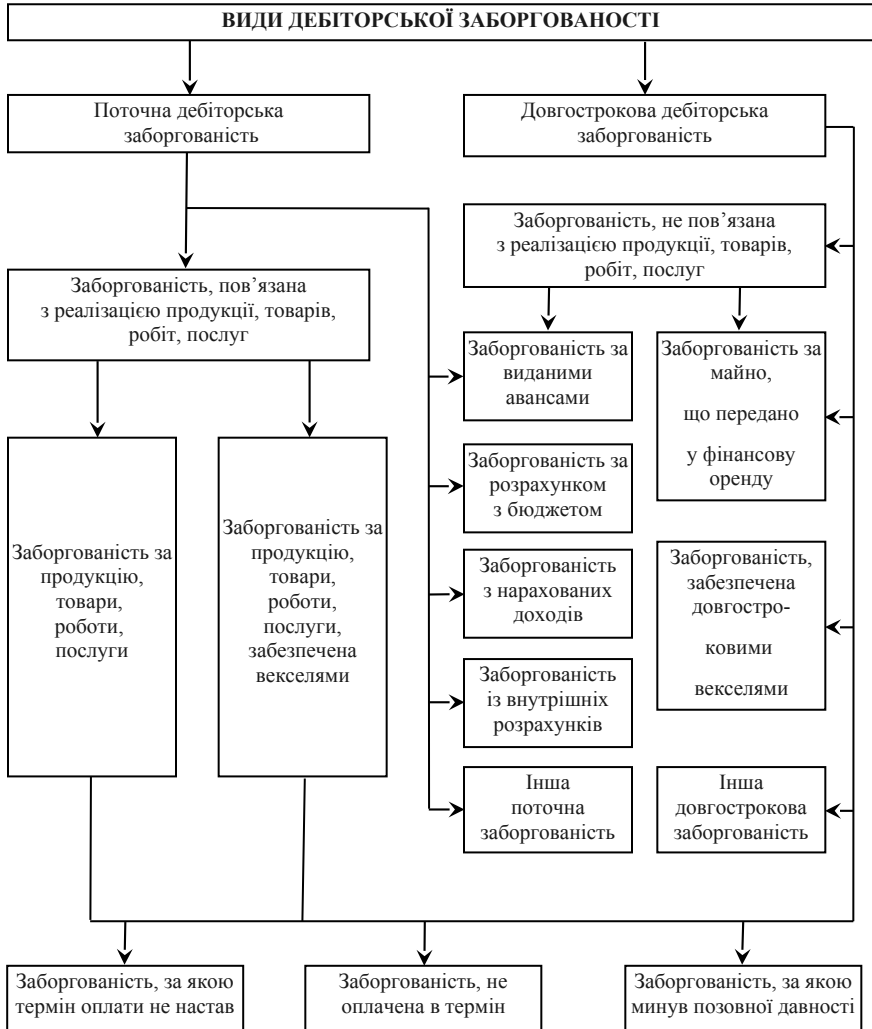 ВИДИ ДЕБІТОРСЬКОЇ ЗАБОРГОВАНОСТІ
Поточна дебіторська
заборгованість
Довгострокова дебіторська
заборгованість
Заборгованість, не пов’язана
з реалізацією продукції, товарів,
робіт, послуг
Заборгованість, пов’язана
з реалізацією продукції, товарів,
робіт, послуг
Заборгованість за
виданими
авансами
Заборгованість за
майно,
що передано
у фінансову
оренду
Заборгованість за
розрахунком
з бюджетом
Заборгованість за
продукцію,
товари,
роботи,
послуги
Заборгованість за
продукцію,
товари,
роботи,
послуги,
забезпечена
векселями
Заборгованість
з нарахованих
доходів
Заборгованість,
забезпечена
довгостро-
ковими
векселями
Заборгованість
із внутрішніх
розрахунків
Інша
поточна
заборгованість
Інша
довгострокова
заборгованість
Заборгованість, за якою
термін оплати не настав
Заборгованість, не
оплачена в термін
Заборгованість, за якою
минув позовної давності